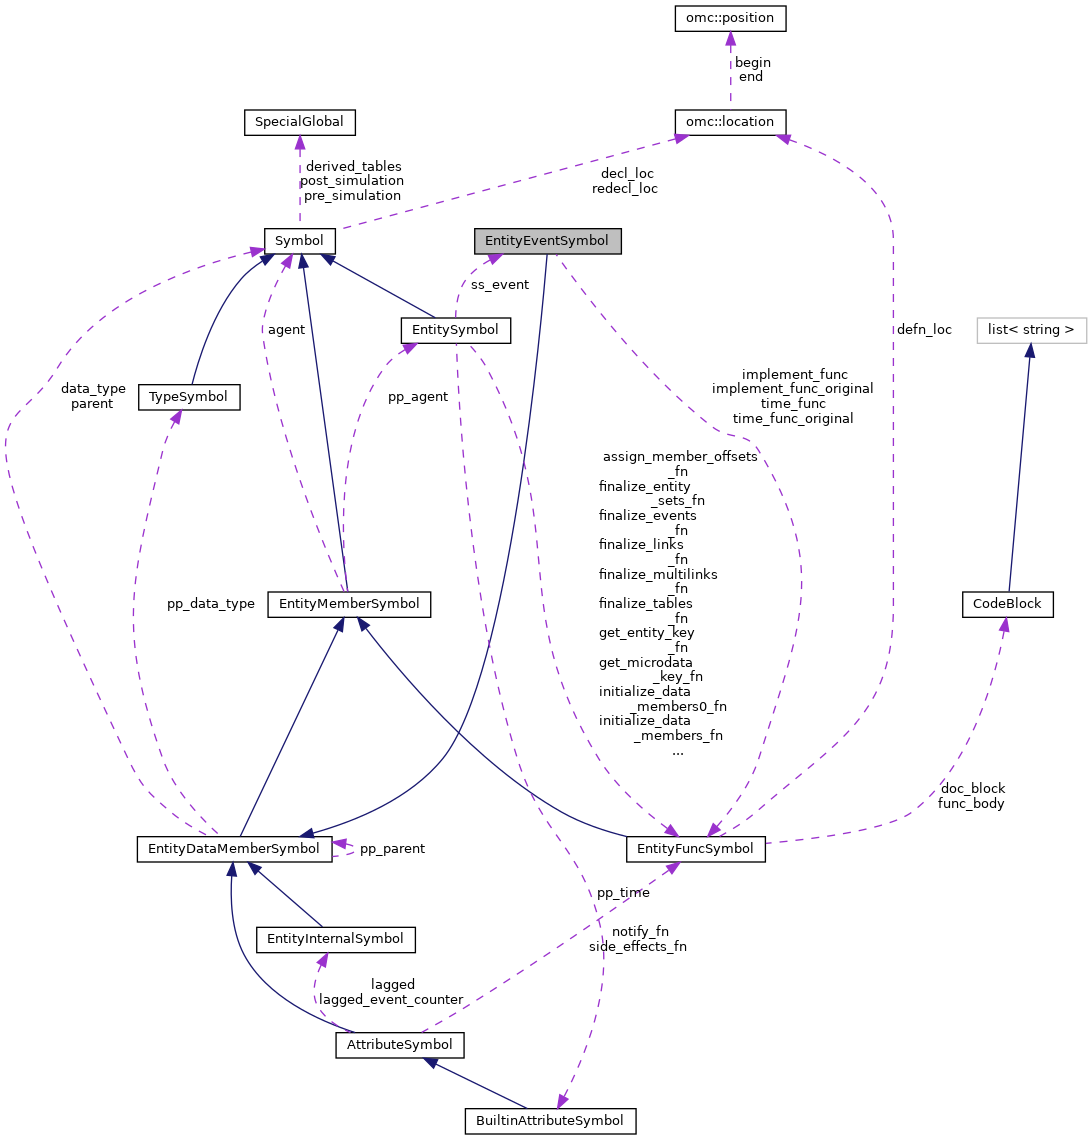 omc::position
begin
end
SpecialGlobal
omc::location
derived_tables
post_simulation
pre_simulation
decl_loc
redecl_loc
Symbol
EntityEventSymbol
ss_event
agent
EntitySymbol
defn_loc
list< string >
data_type
parent
TypeSymbol
pp_agent
implement_func
implement_func_original
time_func
time_func_original
assign_member_offsets
_fn
finalize_entity
_sets_fn
finalize_events
_fn
finalize_links
_fn
finalize_multilinks
_fn
finalize_tables
_fn
get_entity_key
_fn
get_microdata
_key_fn
initialize_data
_members0_fn
initialize_data
_members_fn
...
pp_data_type
EntityMemberSymbol
CodeBlock
doc_block
func_body
EntityDataMemberSymbol
pp_parent
EntityFuncSymbol
pp_time
EntityInternalSymbol
notify_fn
side_effects_fn
lagged
lagged_event_counter
AttributeSymbol
BuiltinAttributeSymbol